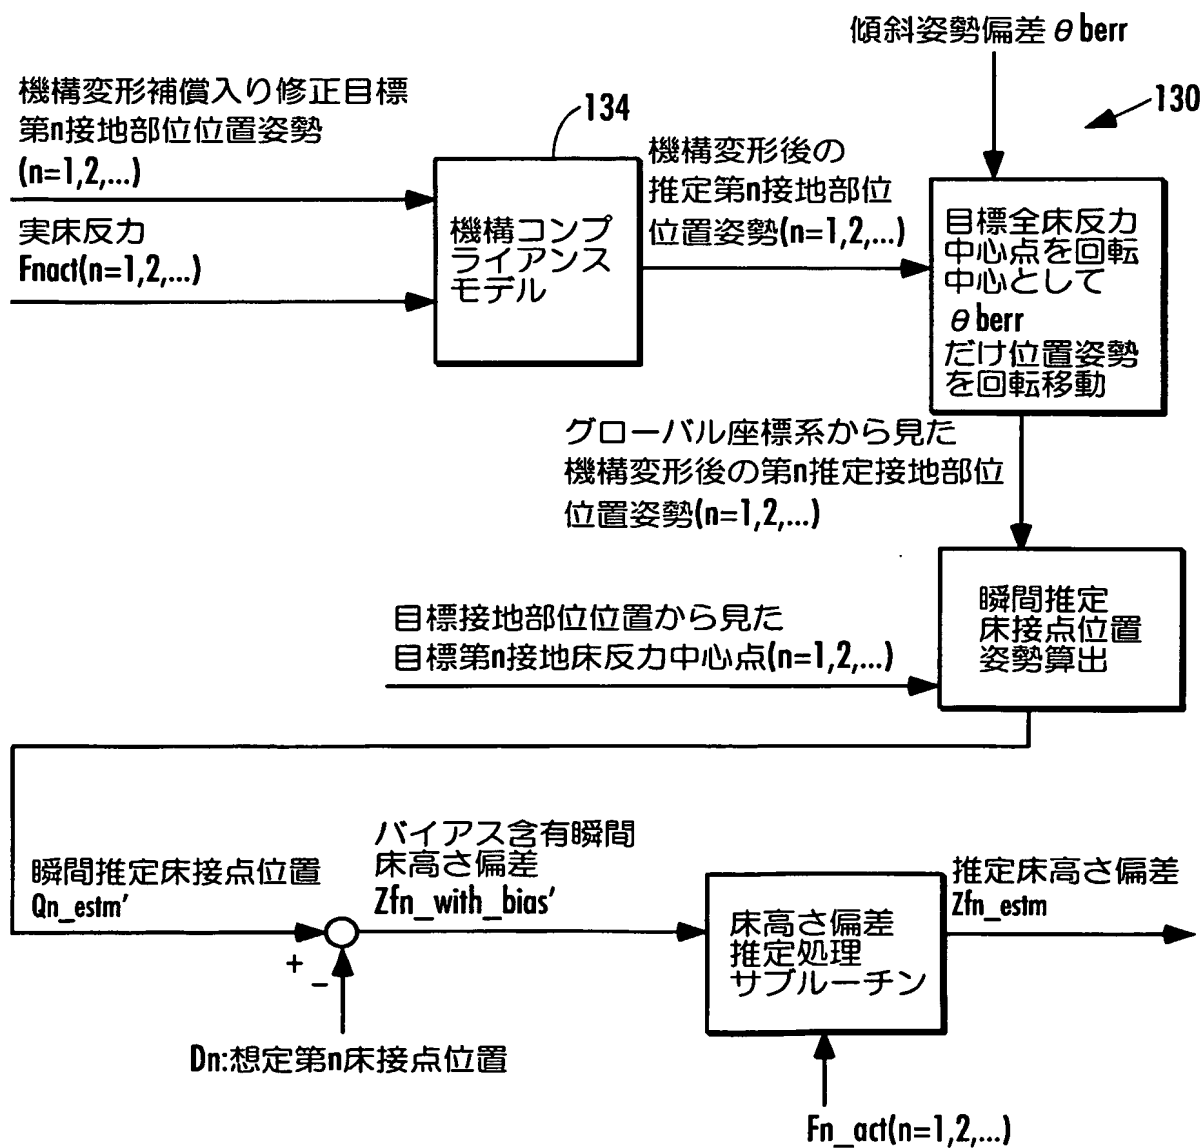 傾斜姿勢偏差θberr
130
機構変形補償入り修正目標
第n接地部位位置姿勢
(n=1,2,...)
実床反力
Fnact(n=1,2,...)
134
機構コンプ
ライアンス
モデル
機構変形後の
推定第n接地部位
位置姿勢(n=1,2,...)
目標全床反力
中心点を回転
中心として
θberr
だけ位置姿勢
を回転移動
グローバル座標系から見た
機構変形後の第n推定接地部位
位置姿勢(n=1,2,...)
目標接地部位位置から見た
目標第n接地床反力中心点(n=1,2,...)
瞬間推定
床接点位置
姿勢算出
瞬間推定床接点位置
Qn_estm'
+
-
バイアス含有瞬間
床高さ偏差
Zfn_with_bias'
Dn:想定第n床接点位置
床高さ偏差
推定処理
サブルーチン
推定床高さ偏差
Zfn_estm
Fn_act(n=1,2,...)